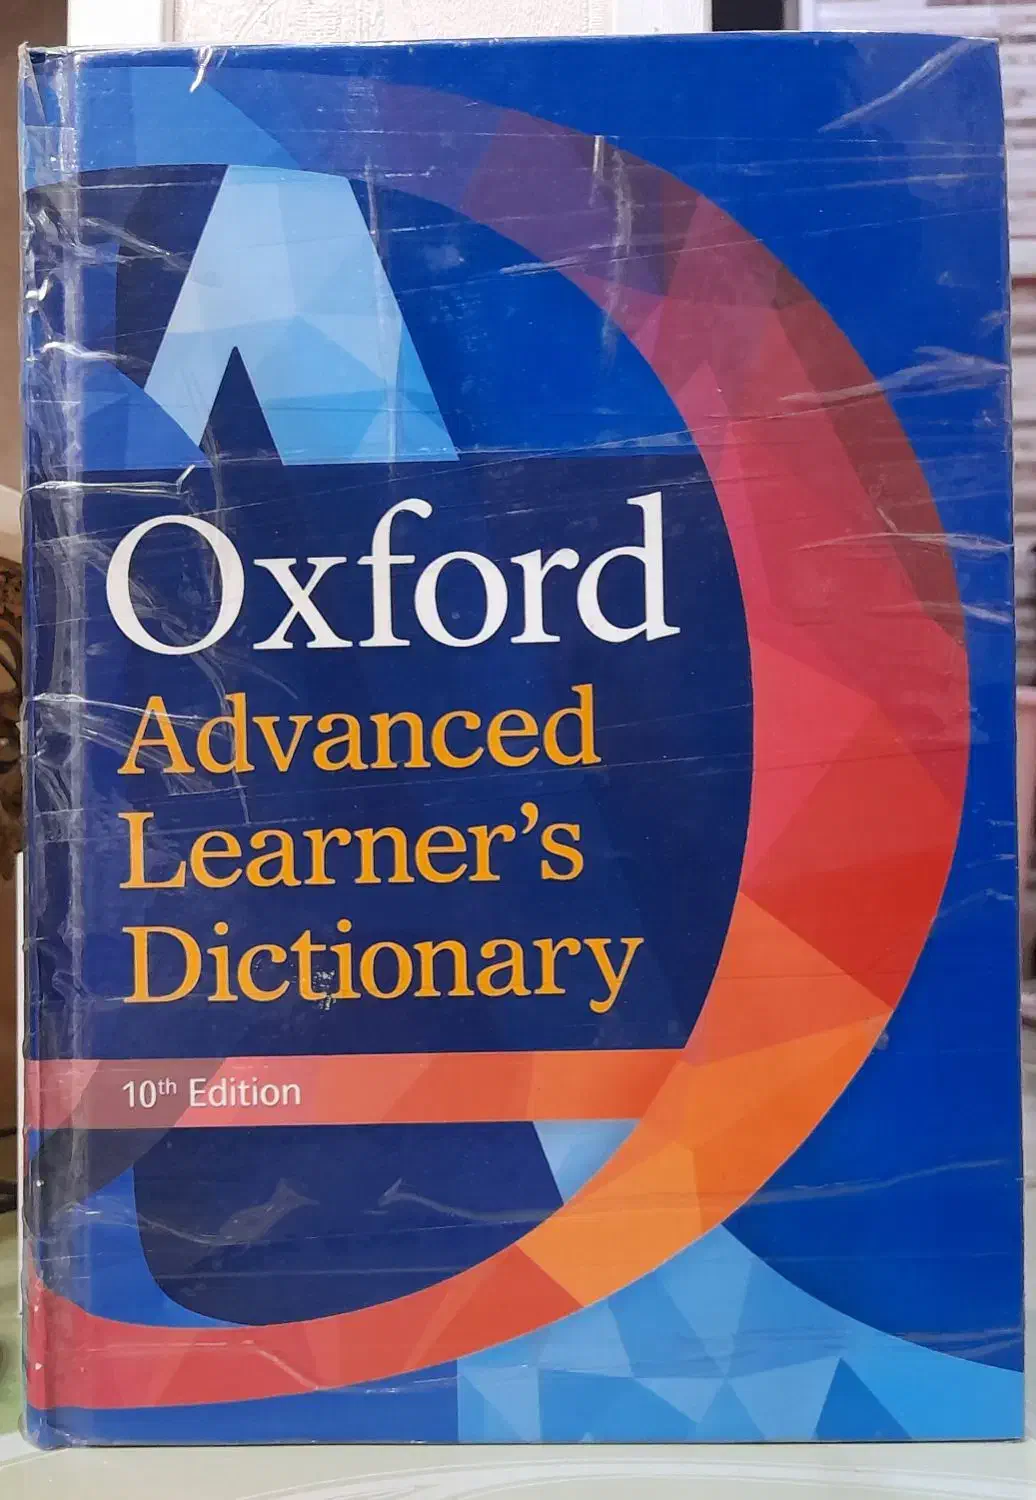 Oxford
Advanced
Learner's
Dictionary
10th Edition